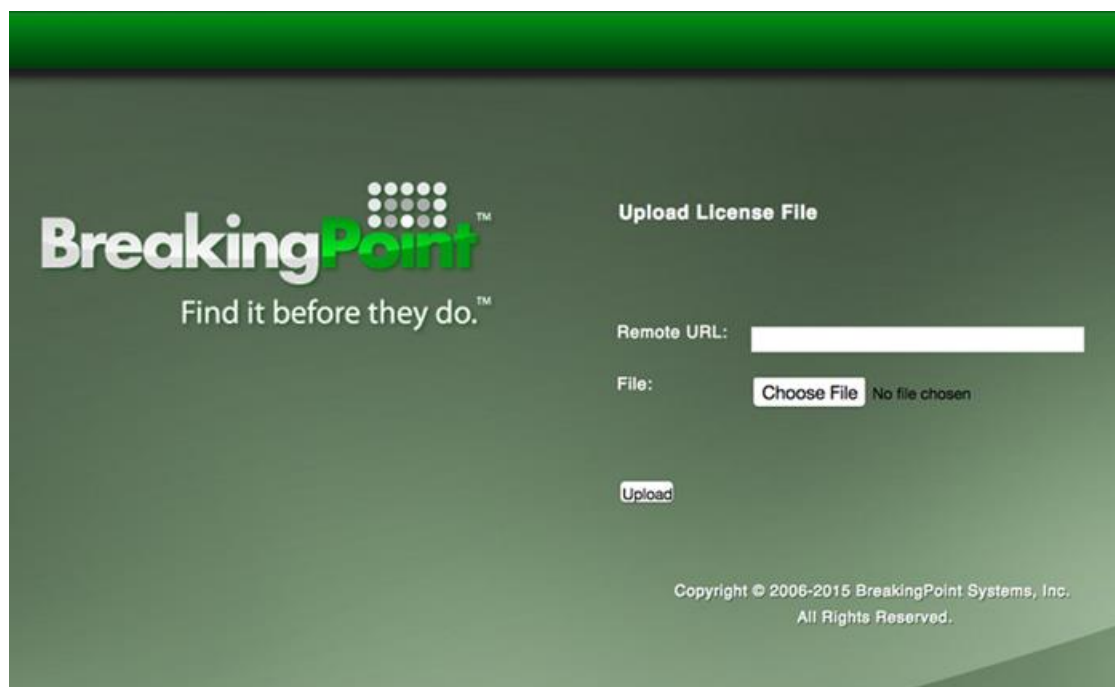 BreakingPoint™
Find it before they do.™
Upload License File
Remote URL:
File:
Choose File No file chosen
Upload
Copyright © 2006-2015 BreakingPoint Systems, Inc.
All Rights Reserved.